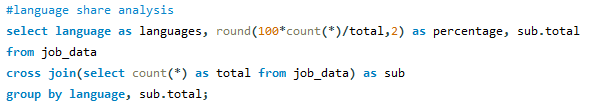 #language share analysis
select language as languages, round(100*count(*)/total,2) as percentage, sub.total
from job_data
cross join(select count(*) as total from job_data) as sub
group by language, sub.total;